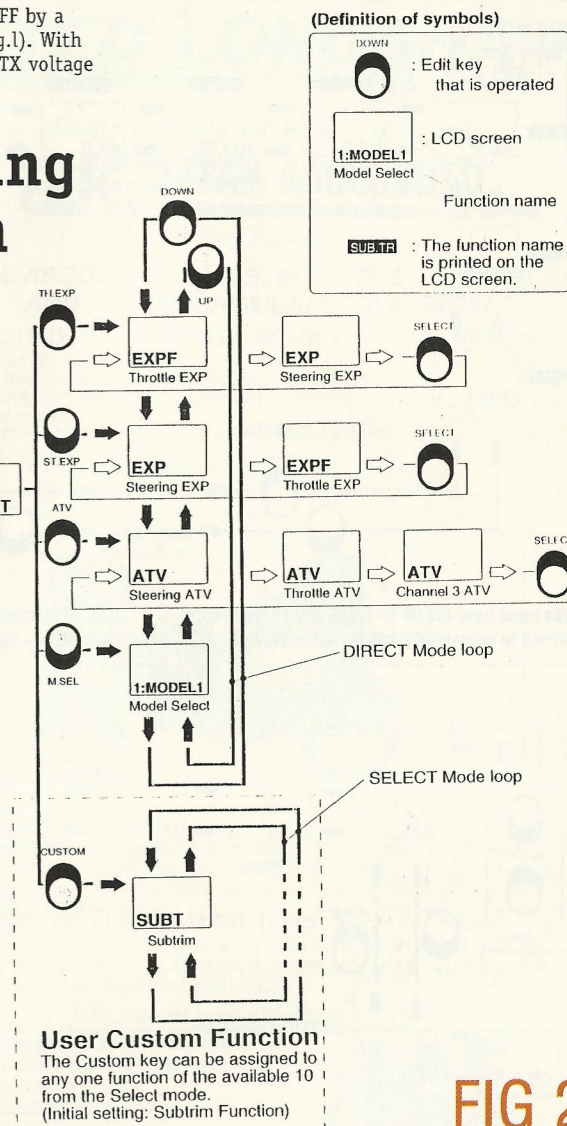 FF by a
g.l). With
TX voltage
ng
(Definition of symbols)
DOWN
: Edit key
that is operated
: LCD screen
1:MODEL1
Model Select
Function name
SUB.TR : The function name
is printed on the
LCD screen.
DOWN
UP
TH.EXP
EXPF
Throttle EXP
EXP
Steering EXP
SELECT
ST.EXP
EXP
Steering EXP
EXPF
Throttle EXP
SELECT
T
ATV
ATV
Steering ATV
ATV
Throttle ATV
ATV
Channel 3 ATV
SELEC
M.SEL
1:MODEL1
Model Select
DIRECT Mode loop
SELECT Mode loop
CUSTOM
SUBT
Subtrim
User Custom Function
The Custom key can be assigned to
any one function of the available 10
from the Select mode.
(Initial setting: Subtrim Function)
FIG 2